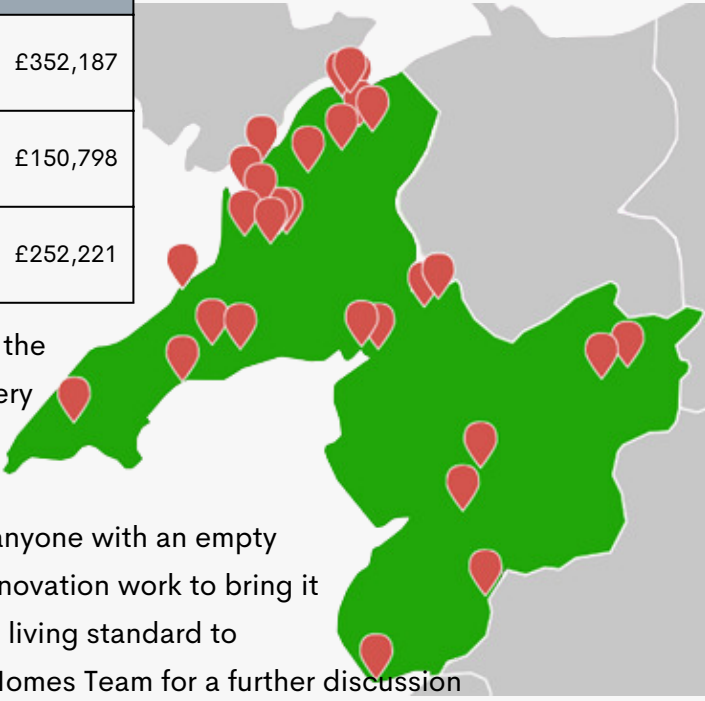 £352,187
£150,798
£252,221
the
ery
anyone with an empty
novation work to bring it
living standard to
Homes Team for a further discussion